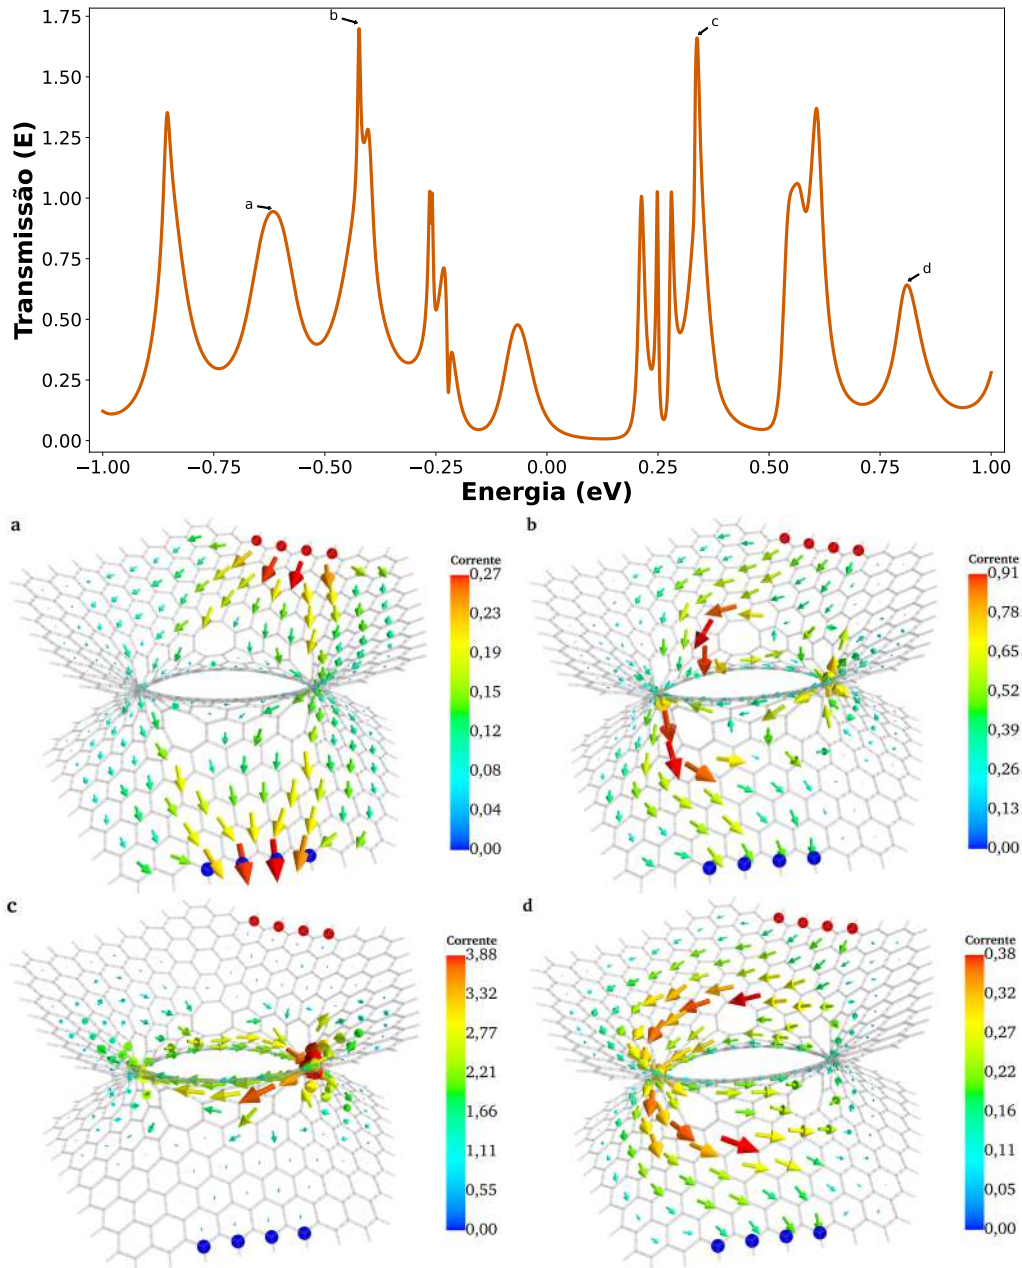 Transmissão (E)
1.75
1.50
1.25
1.00
0.75
0.50
0.25
0.00
b
c
a
d
−1.00 −0.75 −0.50 −0.25 0.00 0.25 0.50 0.75 1.00
Energia (eV)
a
Corrente
0,27
0,23
0,19
0,15
0,12
0,08
0,04
0,00
b
Corrente
0,91
0,78
0,65
0,52
0,39
0,26
0,13
0,00
c
Corrente
3,88
3,32
2,77
2,21
1,66
1,11
0,55
0,00
d
Corrente
0,38
0,32
0,27
0,22
0,16
0,11
0,05
0,00